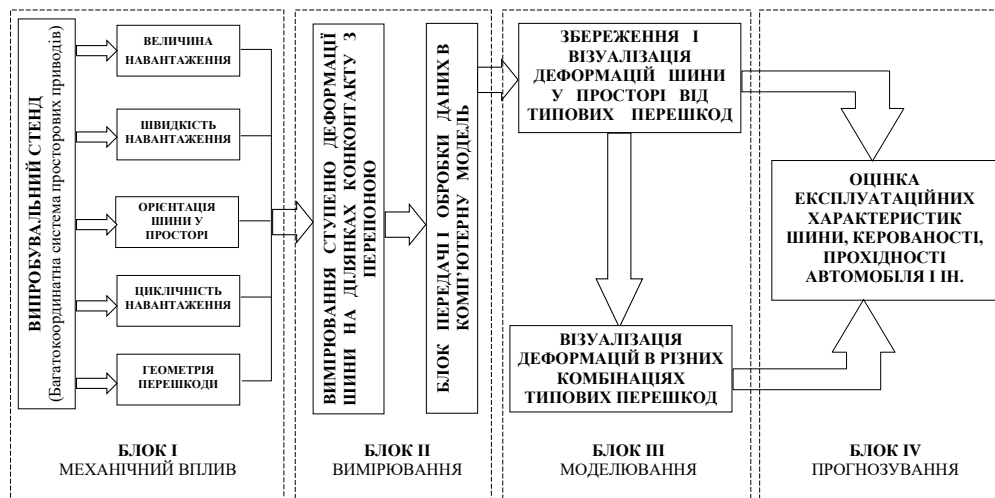 ВИПРОБУВАЛЬНИЙ СТЕНД
(Багатокоординатна система просторових приводів)
ВЕЛИЧИНА
НАВАНТАЖЕННЯ
ШВИДКІСТЬ
НАВАНТАЖЕННЯ
ОРІЄНТАЦІЯ
ШИНИ У
ПРОСТОРІ
ЦИКЛІЧНІСТЬ
НАВАНТАЖЕННЯ
ГЕОМЕТРІЯ
ПЕРЕШКОДИ
БЛОК І
МЕХАНІЧНИЙ ВПЛИВ
ВИМІРЮВАННЯ СТУПЕНЮ ДЕФОРМАЦІЇ
ШИНИ НА ДІЛЯНКАХ КОНКОНТАКТУ З
ПЕРЕПОНОЮ
БЛОК ПЕРЕДАЧІ І ОБРОБКИ ДАНИХ В
КОМП'ЮТЕРНУ МОДЕЛЬ
БЛОК ІІ
ВИМІРЮВАННЯ
ЗБЕРЕЖЕННЯ І
ВІЗУАЛІЗАЦІЯ
ДЕФОРМАЦІЙ ШИНИ
У ПРОСТОРІ ВІД
ТИПОВИХ ПЕРЕШКОД
ВІЗУАЛІЗАЦІЯ
ДЕФОРМАЦІЙ В РІЗНИХ
КОМБІНАЦІЯХ
ТИПОВИХ ПЕРЕШКОД
БЛОК ІІІ
МОДЕЛЮВАННЯ
ОЦІНКА
ЕКСПЛУАТАЦІЙНИХ
ХАРАКТЕРИСТИК
ШИНИ, КЕРОВАНОСТІ,
ПРОХІДНОСТІ
АВТОМОБІЛЯ І ІН.
БЛОК IV
ПРОГНОЗУВАННЯ